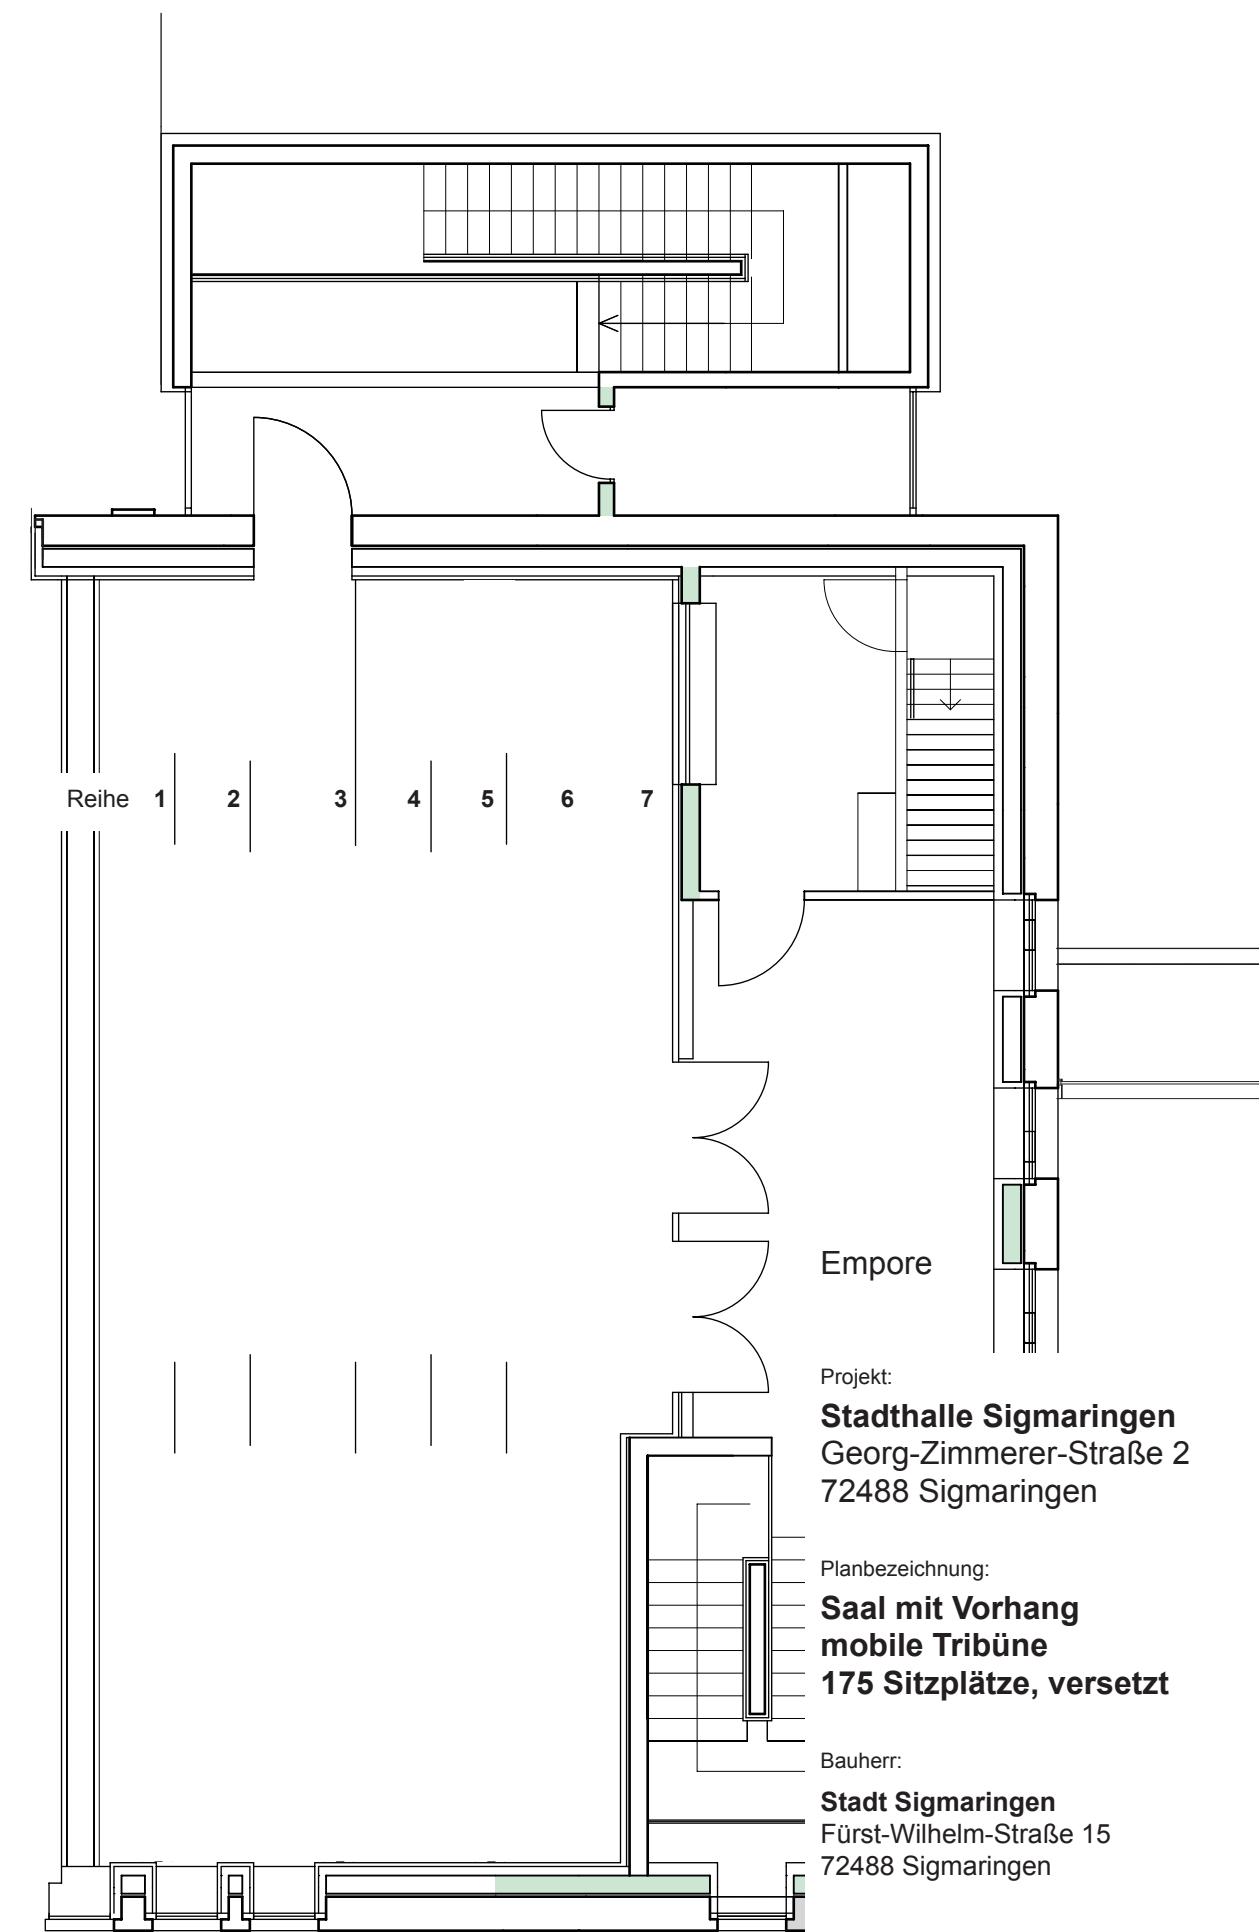 Reihe 1 2 3 4 5 6 7
Empore
Projekt:
Stadthalle Sigmaringen
Georg-Zimmerer-Straße 2
72488 Sigmaringen
Planbezeichnung:
Saal mit Vorhang
mobile Tribüne
175 Sitzplätze, versetzt
Bauherr:
Stadt Sigmaringen
Fürst-Wilhelm-Straße 15
72488 Sigmaringen